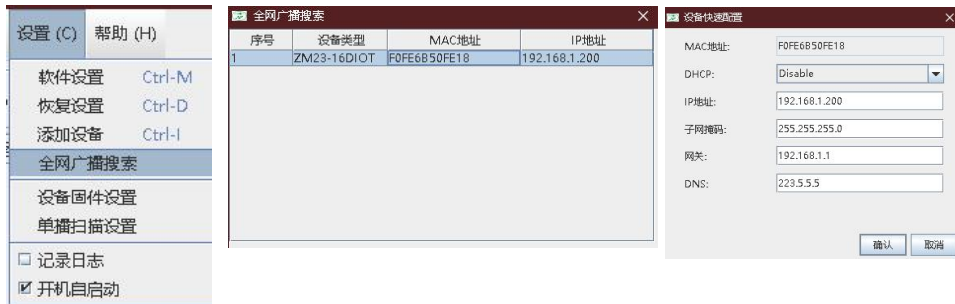 设置 (C) 帮助 (H)
软件设置 Ctrl-M
恢复设置 Ctrl-D
添加设备 Ctrl-I
全网广播搜索
设备固件设置
单播扫描设置
记录日志
开机自启动
全网广播搜索
序号 设备类型 MAC地址 IP地址
1 ZM23-16DIOT F0FE6B50FE18 192.168.1.200
设备快速配置
MAC地址: F0FE6B50FE18
DHCP: Disable
IP地址: 192.168.1.200
子网掩码: 255.255.255.0
网关: 192.168.1.1
DNS: 223.5.5.5
确认 取消